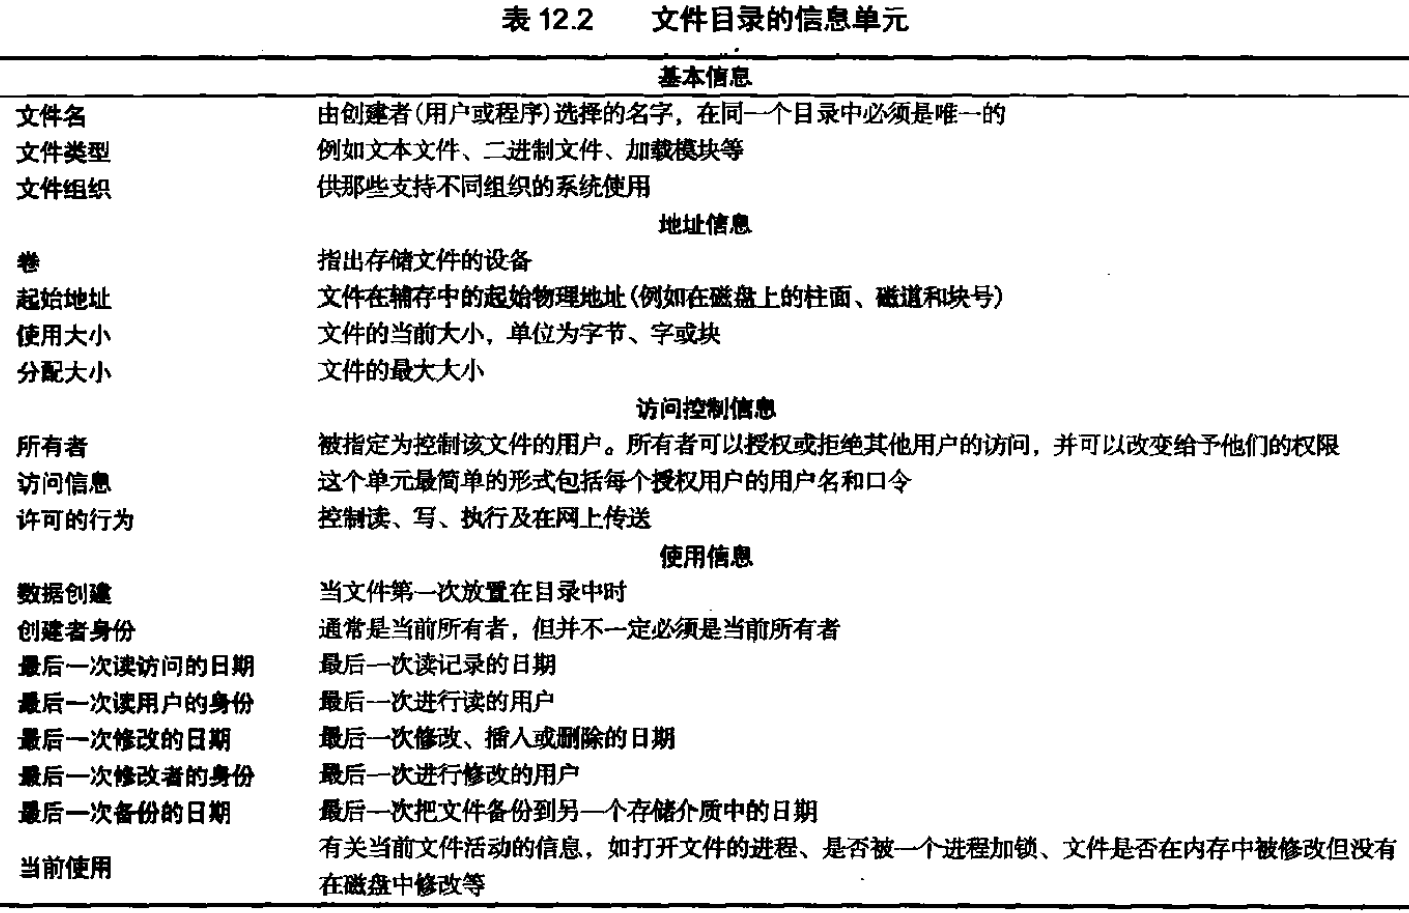 表 12.2 文件目录的信息单元
基本信息
文件名 由创建者(用户或程序)选择的名字，在同一个目录中必须是唯一的
文件类型 例如文本文件、二进制文件、加载模块等
文件组织 供那些支持不同组织的系统使用
地址信息
卷 指出存储文件的设备
起始地址 文件在辅存中的起始物理地址(例如在磁盘上的柱面、磁道和块号)
使用大小 文件的当前大小，单位为字节、字或块
分配大小 文件的最大大小
访问控制信息
所有者 被指定为控制该文件的用户。所有者可以授权或拒绝其他用户的访问，并可以改变给予他们的权限
访问信息 这个单元最简单的形式包括每个授权用户的用户名和口令
许可的行为 控制读、写、执行及在网上传送
使用信息
数据创建 当文件第一次放置在目录中时
创建者身份 通常是当前所有者，但并不一定必须是当前所有者
最后一次读访问的日期 最后一次读记录的日期
最后一次读用户的身份 最后一次进行读的用户
最后一次修改的日期 最后一次修改、插入或删除的日期
最后一次修改者的身份 最后一次进行修改的用户
最后一次备份的日期 最后一次把文件备份到另一个存储介质中的日期
当前使用 有关当前文件活动的信息，如打开文件的进程、是否被一个进程加锁、文件是否在内存中被修改但没有
在磁盘中修改等